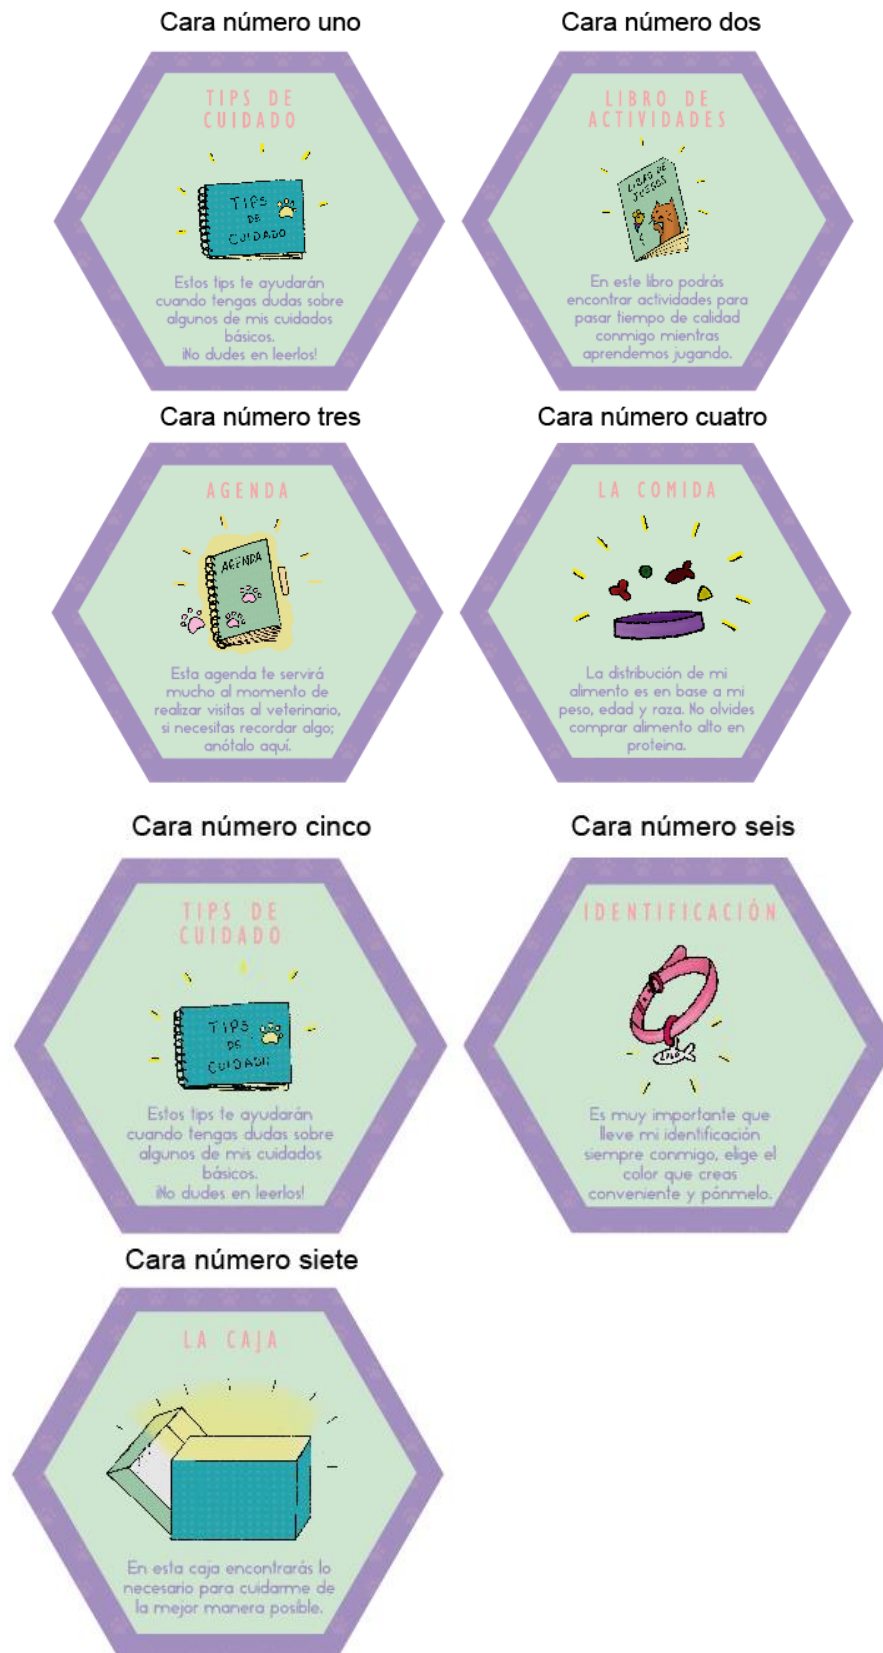 Cara número uno
TIPS DE
CUIDADO
TIPS
DE
CUIDADO
Estos tips te ayudarán
cuando tengas dudas sobre
algunos de mis cuidados
básicos.
¡No dudes en leerlos!
Cara número dos
LIBRO DE
ACTIVIDADES
LIBRO DE
JUEGOS
En este libro podrás
encontrar actividades para
pasar tiempo de calidad
conmigo mientras
aprendemos jugando.
Cara número tres
AGENDA
AGENDA
Esta agenda te servirá
mucho al momento de
realizar visitas al veterinario,
si necesitas recordar algo;
anótalo aquí.
Cara número cuatro
LA COMIDA
La distribución de mi
alimento es en base a mi
peso, edad y raza. No olvides
comprar alimento alto en
proteina.
Cara número cinco
TIPS DE
CUIDADO
TIPS
DE
CUIDADO
Estos tips te ayudarán
cuando tengas dudas sobre
algunos de mis cuidados
básicos.
¡No dudes en leerlos!
Cara número seis
IDENTIFICACIÓN
Es muy importante que
lleve mi identificación
siempre conmigo, elige el
color que creas
conveniente y pónmelo.
Cara número siete
LA CAJA
En esta caja encontrarás lo
necesario para cuidarme de
la mejor manera posible.